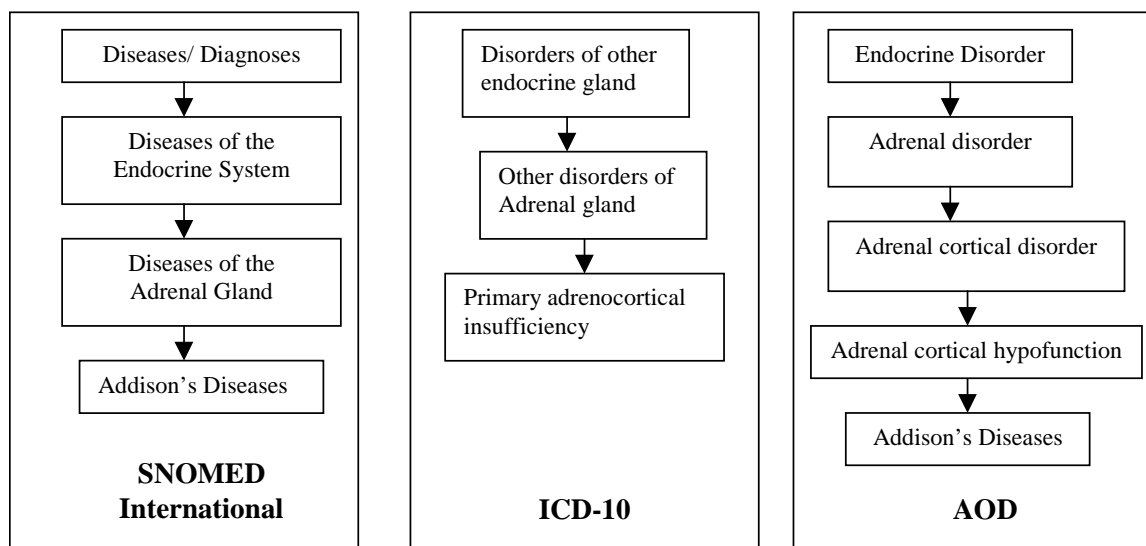 Diseases/ Diagnoses
Diseases of the
Endocrine System
Diseases of the
Adrenal Gland
Addison’s Diseases
SNOMED
International
Disorders of other
endocrine gland
Other disorders of
Adrenal gland
Primary adrenocortical
insufficiency
ICD-10
Endocrine Disorder
Adrenal disorder
Adrenal cortical disorder
Adrenal cortical hypofunction
Addison’s Diseases
AOD